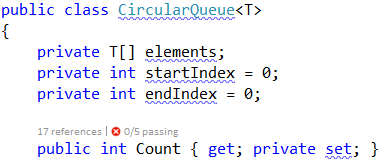 public class CircularQueue<T>
{
private T[] elements;
private int startIndex = 0;
private int endIndex = 0;
17 references | 0/5 passing
public int Count { get; private set; }